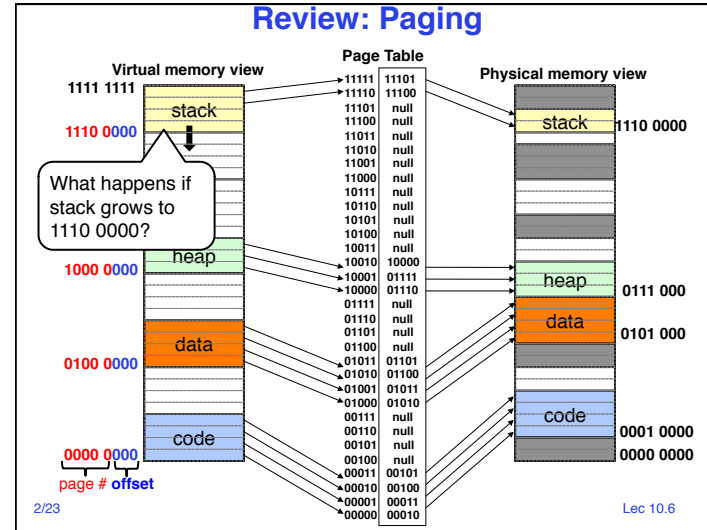 Review: Paging
Page Table
Virtual memory view
Physical memory view
1111 1111
stack
1110 0000
What happens if
stack grows to
1110 0000?
heap
1000 0000
data
0100 0000
code
0000 0000
page # offset
11111 11101
11110 11100
11101 null
11100 null
11011 null
11010 null
11001 null
11000 null
10111 null
10110 null
10101 null
10100 null
10011 null
10010 10000
10001 01111
10000 01110
01111 null
01110 null
01101 null
01100 null
01011 01101
01010 01100
01001 01011
01010 01010
00111 null
00110 null
00101 null
00100 null
00011 00101
00010 00100
00001 00011
00000 00010
stack
1110 0000
heap
0111 000
data
0101 000
code
0001 0000
0000 0000
2/23
Lec 10.6